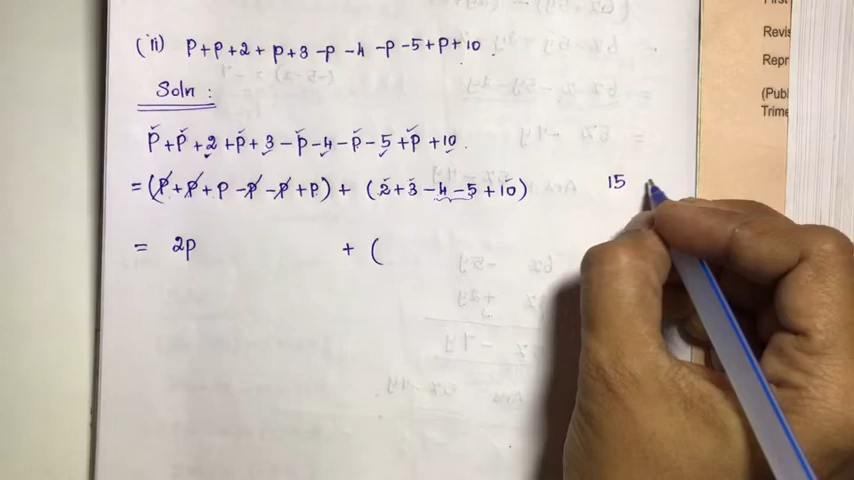 (ii) P+P+2+P+3-P-4-P-5+P+10.
Soln :
P+P+2+P+3-P-4-P-5+P+10.
=(P+P+P-P-P+P)+(2+3-4-5+10) 15
= 2P + (
Revis
Repr
(Publ
Trime